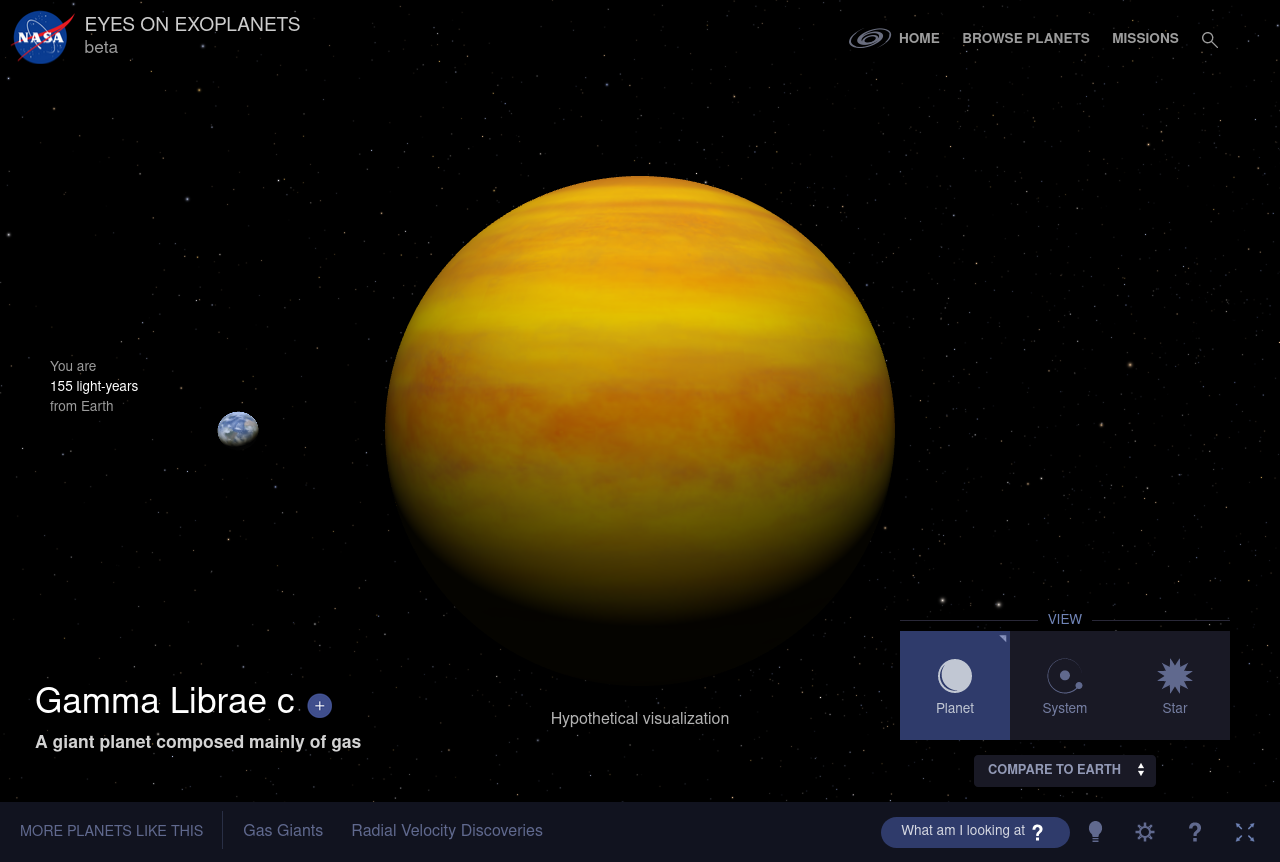 NASA
EYES ON EXOPLANETS
beta
HOME
BROWSE PLANETS
MISSIONS
You are
155 light-years
from Earth
VIEW
Planet
System
Star
Gamma Librae c +
A giant planet composed mainly of gas
Hypothetical visualization
COMPARE TO EARTH
MORE PLANETS LIKE THIS
Gas Giants
Radial Velocity Discoveries
What am I looking at ?
?